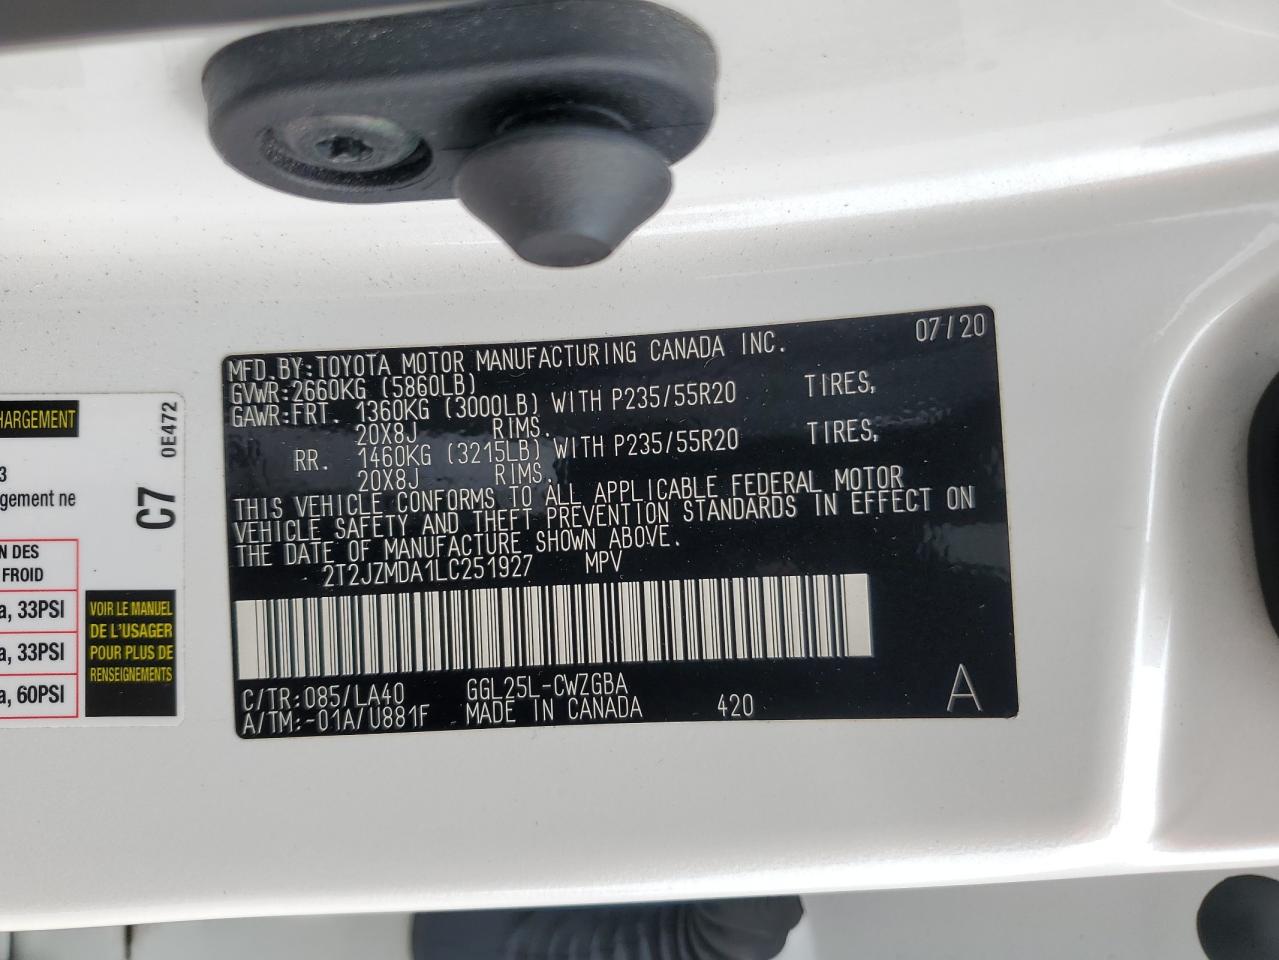 MFD.BY:TOYOTA MOTOR MANUFACTURING CANADA INC. 07/20
GVWR:2660KG (5860LB)
GAWR:FRT. 1360KG (3000LB) WITH P235/55R20 TIRES,
20X8J RIMS.
RR. 1460KG (3215LB) WITH P235/55R20 TIRES,
20X8J RIMS.
THIS VEHICLE CONFORMS TO ALL APPLICABLE FEDERAL MOTOR
VEHICLE SAFETY AND THEFT PREVENTION STANDARDS IN EFFECT ON
THE DATE OF MANUFACTURE SHOWN ABOVE.
2T2JZMDA1LC251927 MPV
C/TR:085/LA40 GGL25L-CWZGBA
A/TM:-01A/U881F MADE IN CANADA 420 A
HARGEMENT
0E472
3
gement ne
C7
N DES
FROID
a, 33PSI
a, 33PSI
a, 60PSI
VOIR LE MANUEL
DE L'USAGER
POUR PLUS DE
RENSEIGNEMENTS